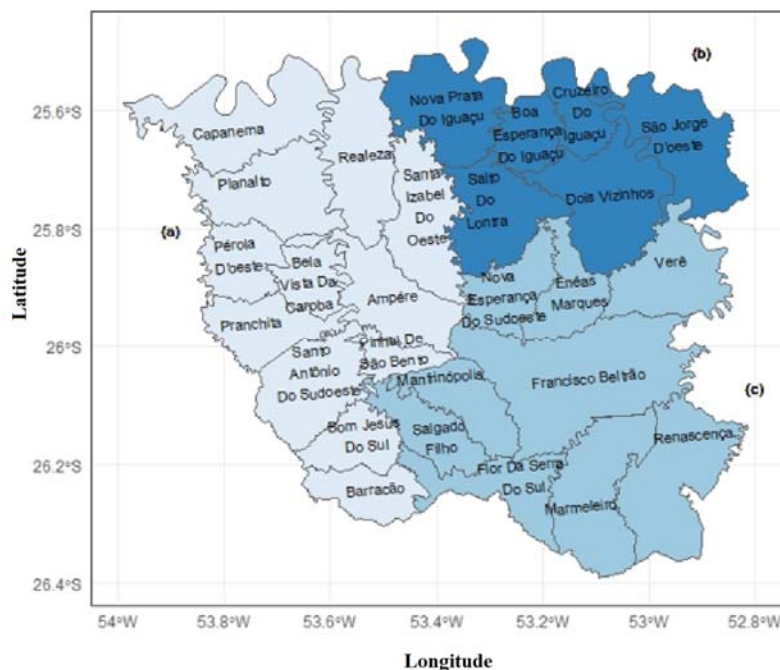 (b)
25.6°S
25.8°S
26°S
26.2°S
26.4°S
Latitude
Capanema
Realeza
Nova Prata
Do Iguaçu
Boa
Esperança
Do Iguaçu
Cruzeiro
Do
Iguaçu
São Jorge
D'oeste
Planalto
Santa
Izabel
Do
Oeste
Salto
Do
Lontra
Dois Vizinhos
(a)
Pérola
D'oeste
Bela
Vista Da
Caroba
Ampére
Nova
Esperança
Do Sudoeste
Enéas
Marques
Verê
Pranchita
Santo
Antônio
Do Sudoeste
Pinhal De
São Bento
Manfrinópolis
Francisco Beltrão
(c)
Bom Jesus
Do Sul
Salgado
Filho
Renascença
Flor Da Serra
Do Sul
Barracão
Marmeleiro
54°W
53.8°W
53.6°W
53.4°W
53.2°W
53°W
52.8°W
Longitude